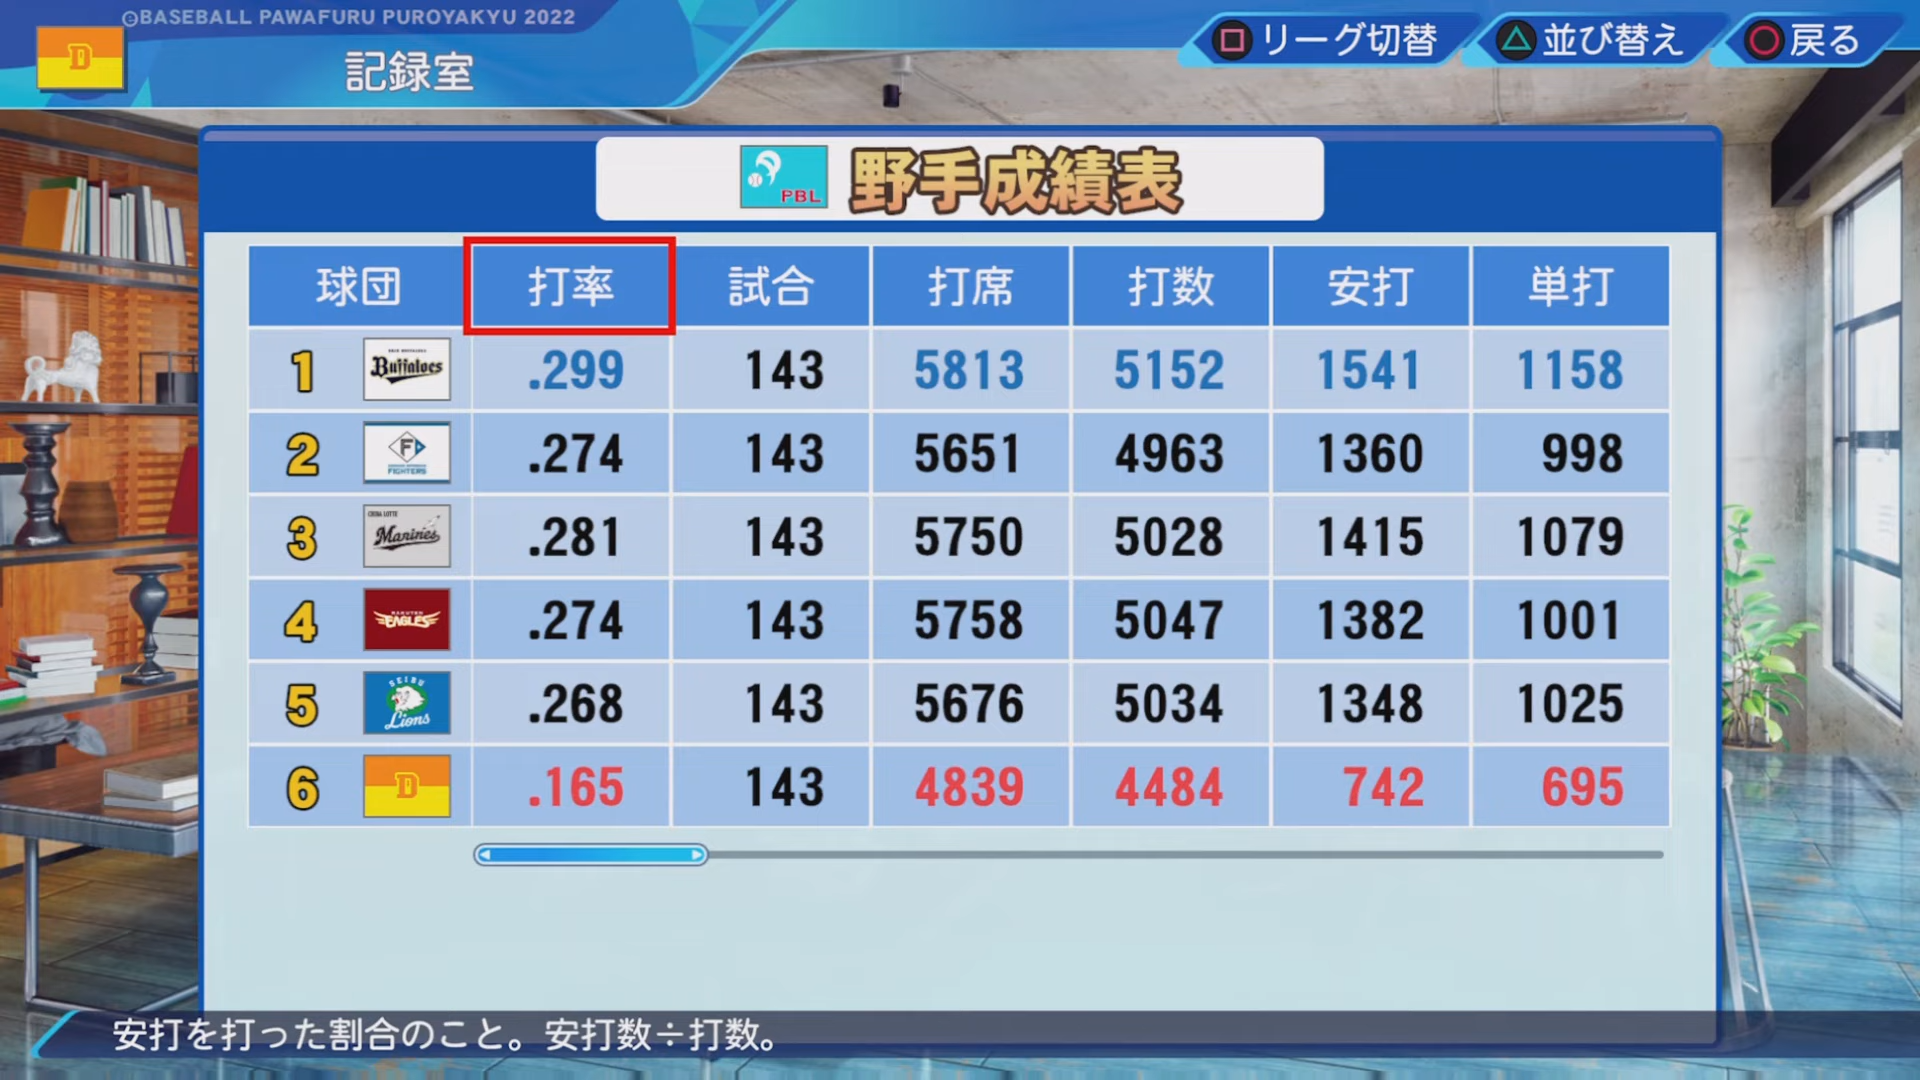 ©BASEBALL PAWAFURU PUROYAKYU 2022
D
記録室
リーグ切替
並び替え
戻る
PBL
野手成績表
球団 打率 試合 打席 打数 安打 単打
1 Buffaloes .299 143 5813 5152 1541 1158
2 F FIGHTERS .274 143 5651 4963 1360 998
3 CHIBA LOTTE Marines .281 143 5750 5028 1415 1079
4 RAKUTEN EAGLES .274 143 5758 5047 1382 1001
5 SEIBU Lions .268 143 5676 5034 1348 1025
6 D .165 143 4839 4484 742 695
安打を打った割合のこと。安打数÷打数。